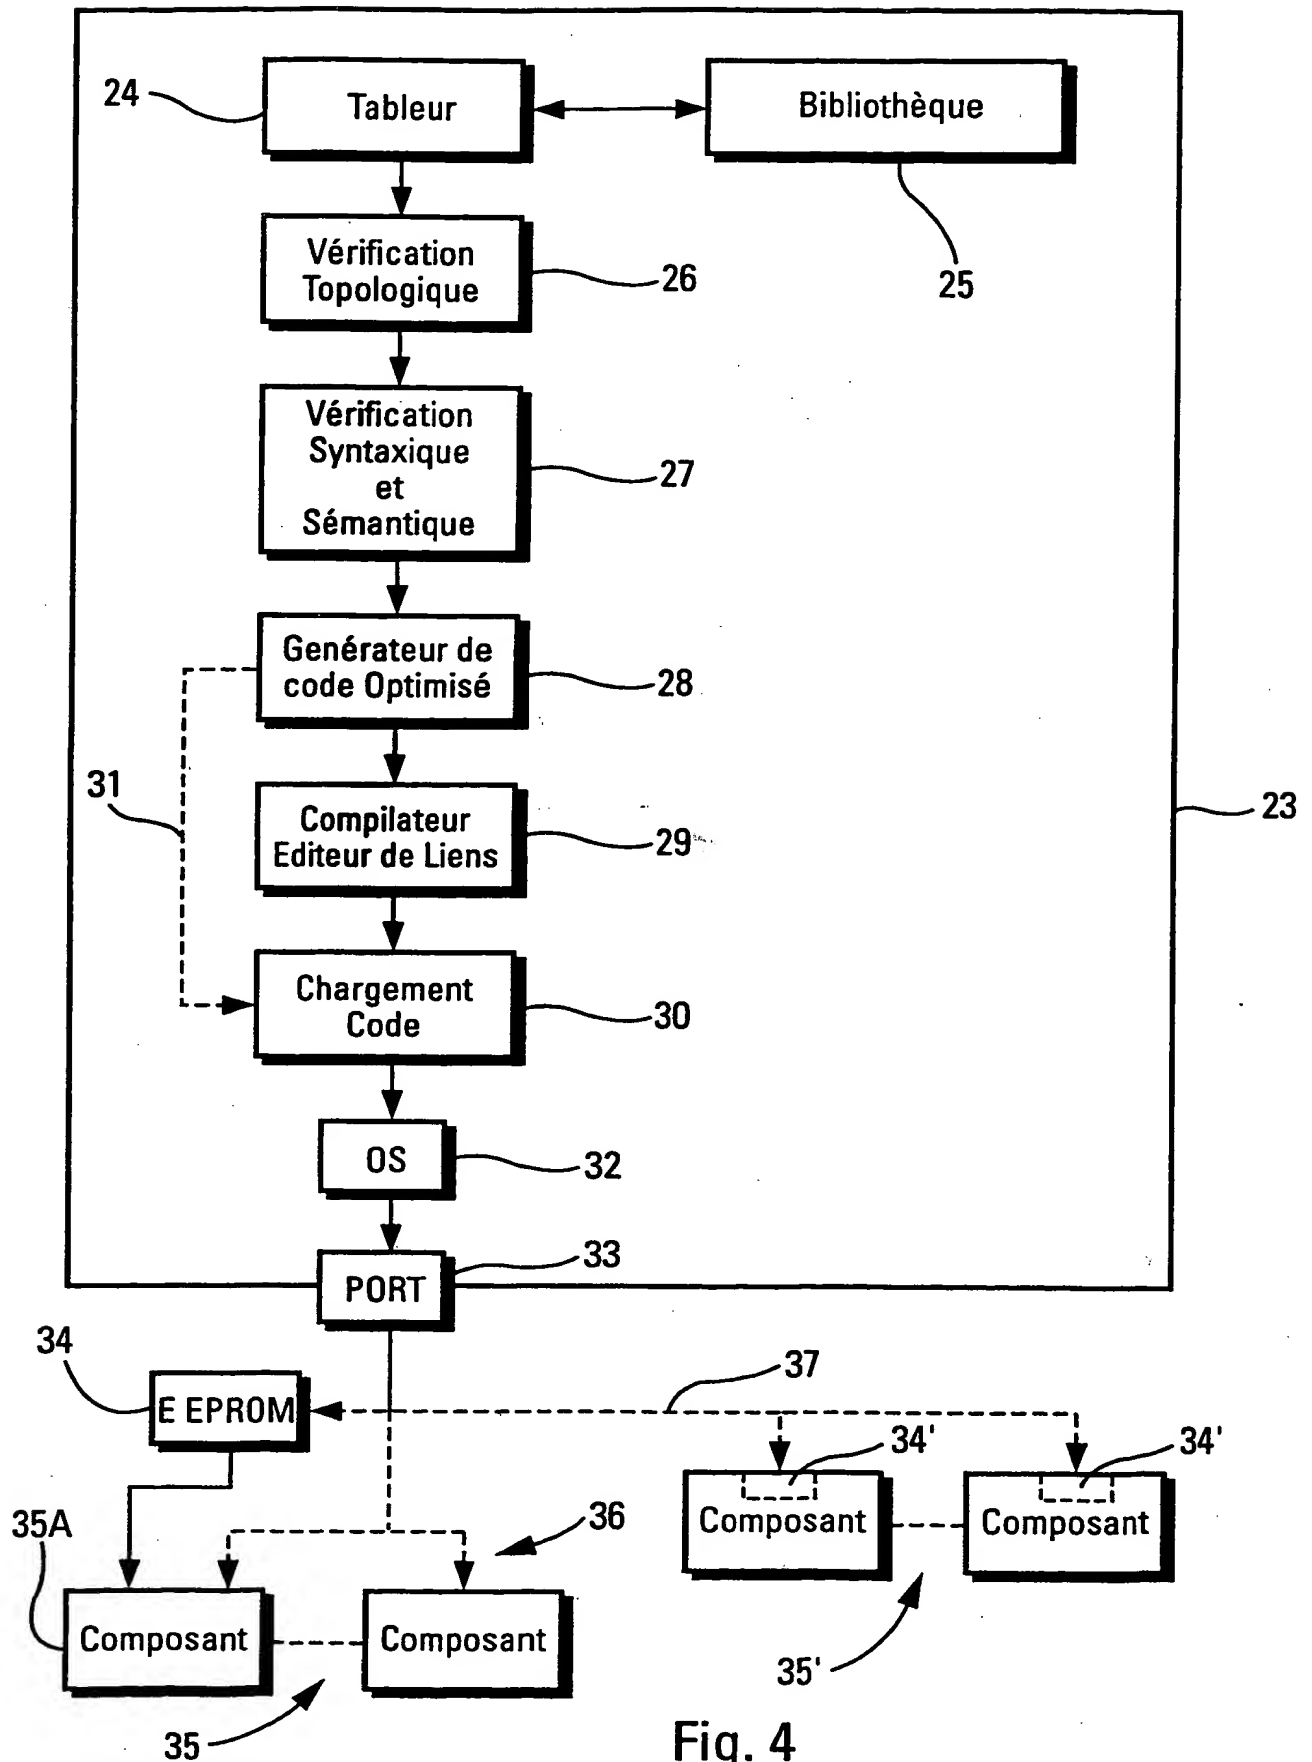 24
Tableur
Bibliothèque
25
Vérification
Topologique
26
Vérification
Syntaxique
et
Sémantique
27
Genérateur de
code Optimisé
28
31
Compilateur
Editeur de Liens
29
23
Chargement
Code
30
OS
32
PORT
33
34
E EPROM
37
34'
34'
Composant
Composant
35A
36
Composant
Composant
35'
35
Fig. 4